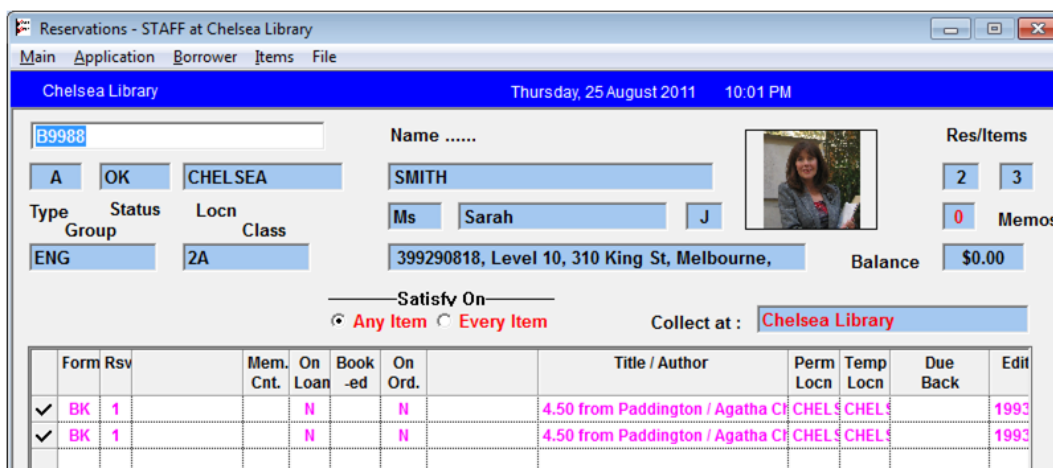 Reservations - STAFF at Chelsea Library
Main Application Borrower Items File
Chelsea Library Thursday, 25 August 2011 10:01 PM
B9988 Name ...... Res/Items
A OK CHELSEA SMITH 2 3
Type Status Locn Ms Sarah J 0 Memos
Group Class
ENG 2A 399290818, Level 10, 310 King St, Melbourne, Balance $0.00
Satisfy On
Any Item Every Item Collect at : Chelsea Library
Form Rsv Mem. On Book On Title / Author Perm Temp Due Edit
Cnt. Loan -ed Ord. Locn Locn Back
BK 1 N N 4.50 from Paddington / Agatha Ch CHELS CHELS 1993
BK 1 N N 4.50 from Paddington / Agatha Ch CHELS CHELS 1993